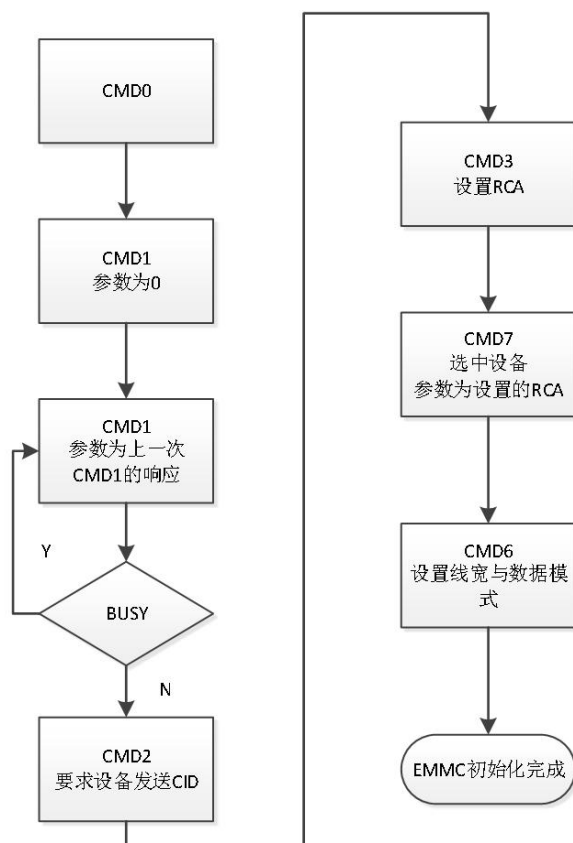 CMD0
CMD1
参数为0
CMD1
参数为上一次
CMD1的响应
Y
BUSY
N
CMD2
要求设备发送CID
CMD3
设置RCA
CMD7
选中设备
参数为设置的RCA
CMD6
设置线宽与数据模
式
EMMC初始化完成